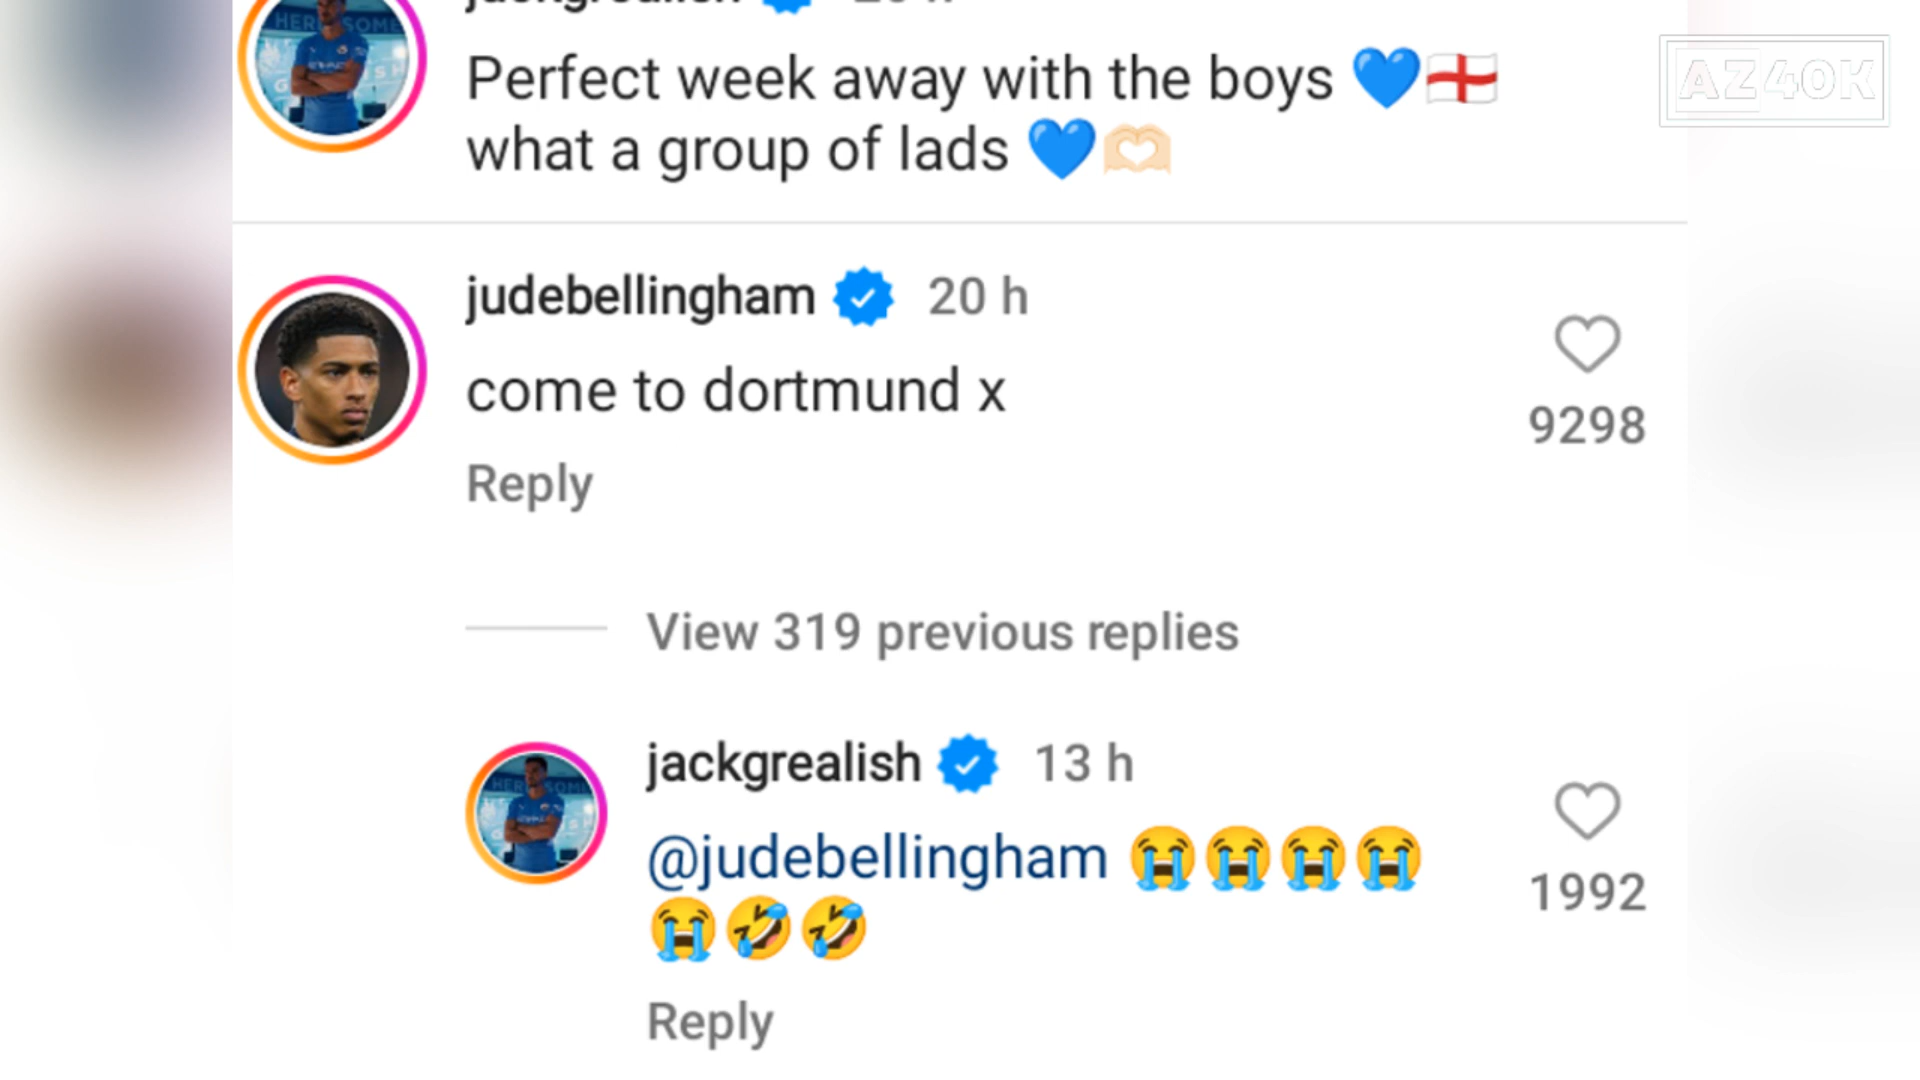 jackgrealish
Perfect week away with the boys 💙🏴󠁧󠁢󠁥󠁮󠁧󠁿
what a group of lads 💙🫶🏻
judebellingham 20 h
come to dortmund x
9298
Reply
View 319 previous replies
jackgrealish 13 h
@judebellingham 😭😭😭😭
😭🤣🤣
1992
Reply
AZ40K